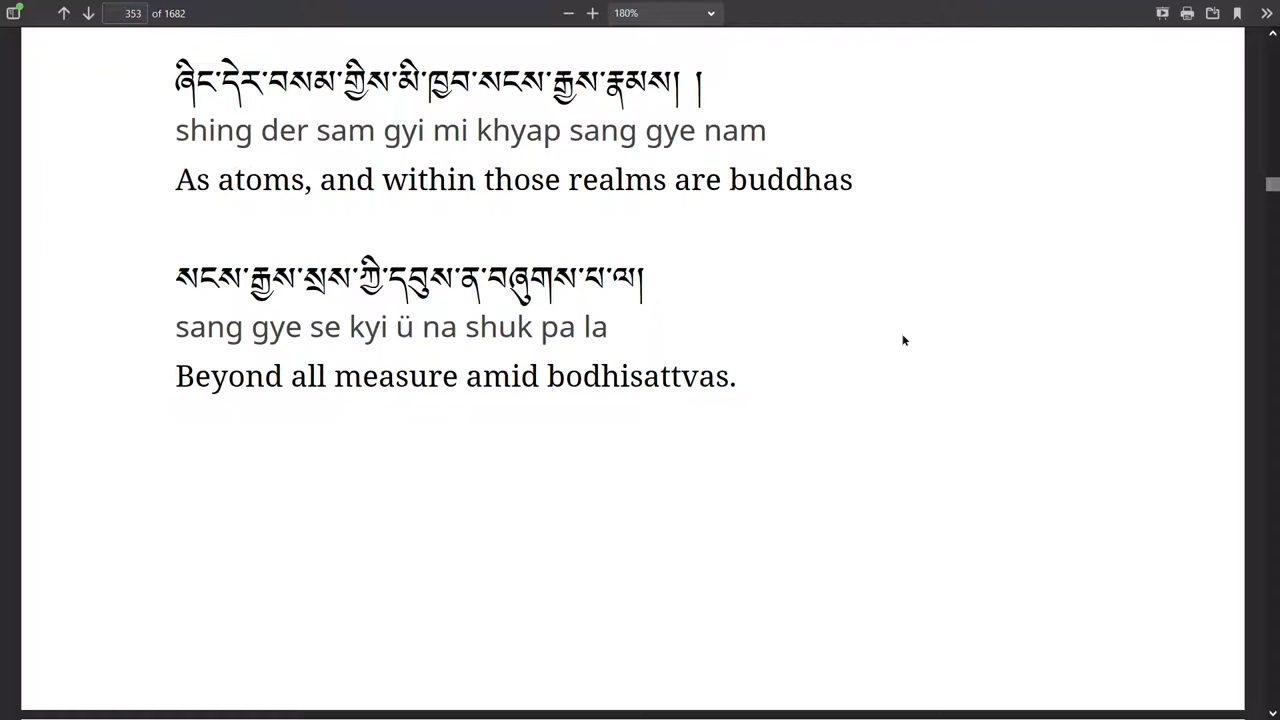 353 of 1682 180%
ཞིང་དེར་བསམ་གྱིས་མི་ཁྱབ་སངས་རྒྱས་རྣམས། །
shing der sam gyi mi khyap sang gye nam
As atoms, and within those realms are buddhas
སངས་རྒྱས་སྲས་ཀྱི་དབུས་ན་བཞུགས་པ་ལ།
sang gye se kyi ü na shuk pa la
Beyond all measure amid bodhisattvas.